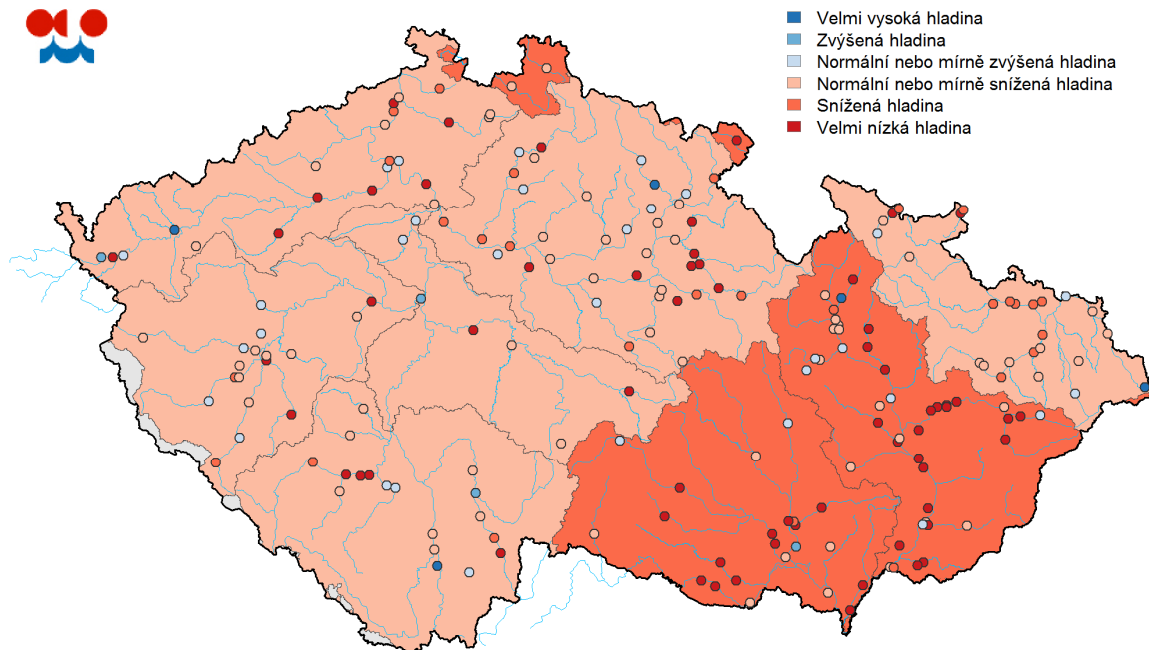 Velmi vysoká hladina
Zvýšená hladina
Normální nebo mírně zvýšená hladina
Normální nebo mírně snížená hladina
Snížená hladina
Velmi nízká hladina